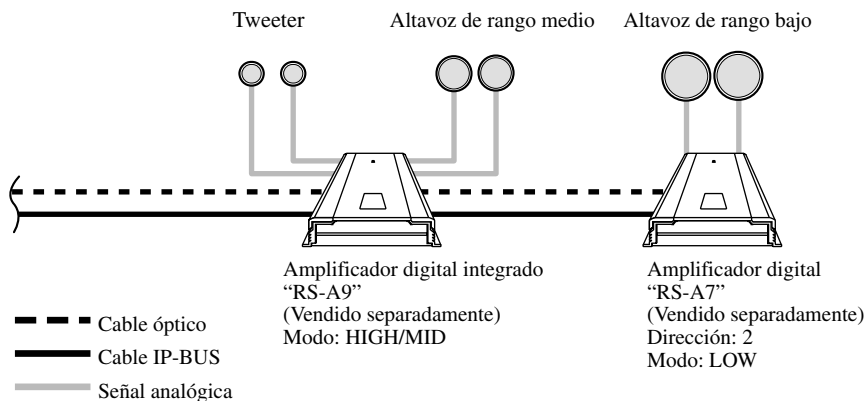 Tweeter
Altavoz de rango medio
Altavoz de rango bajo
Amplificador digital integrado
“RS-A9”
(Vendido separadamente)
Modo: HIGH/MID
Amplificador digital
“RS-A7”
(Vendido separadamente)
Dirección: 2
Modo: LOW
Cable óptico
Cable IP-BUS
Señal analógica